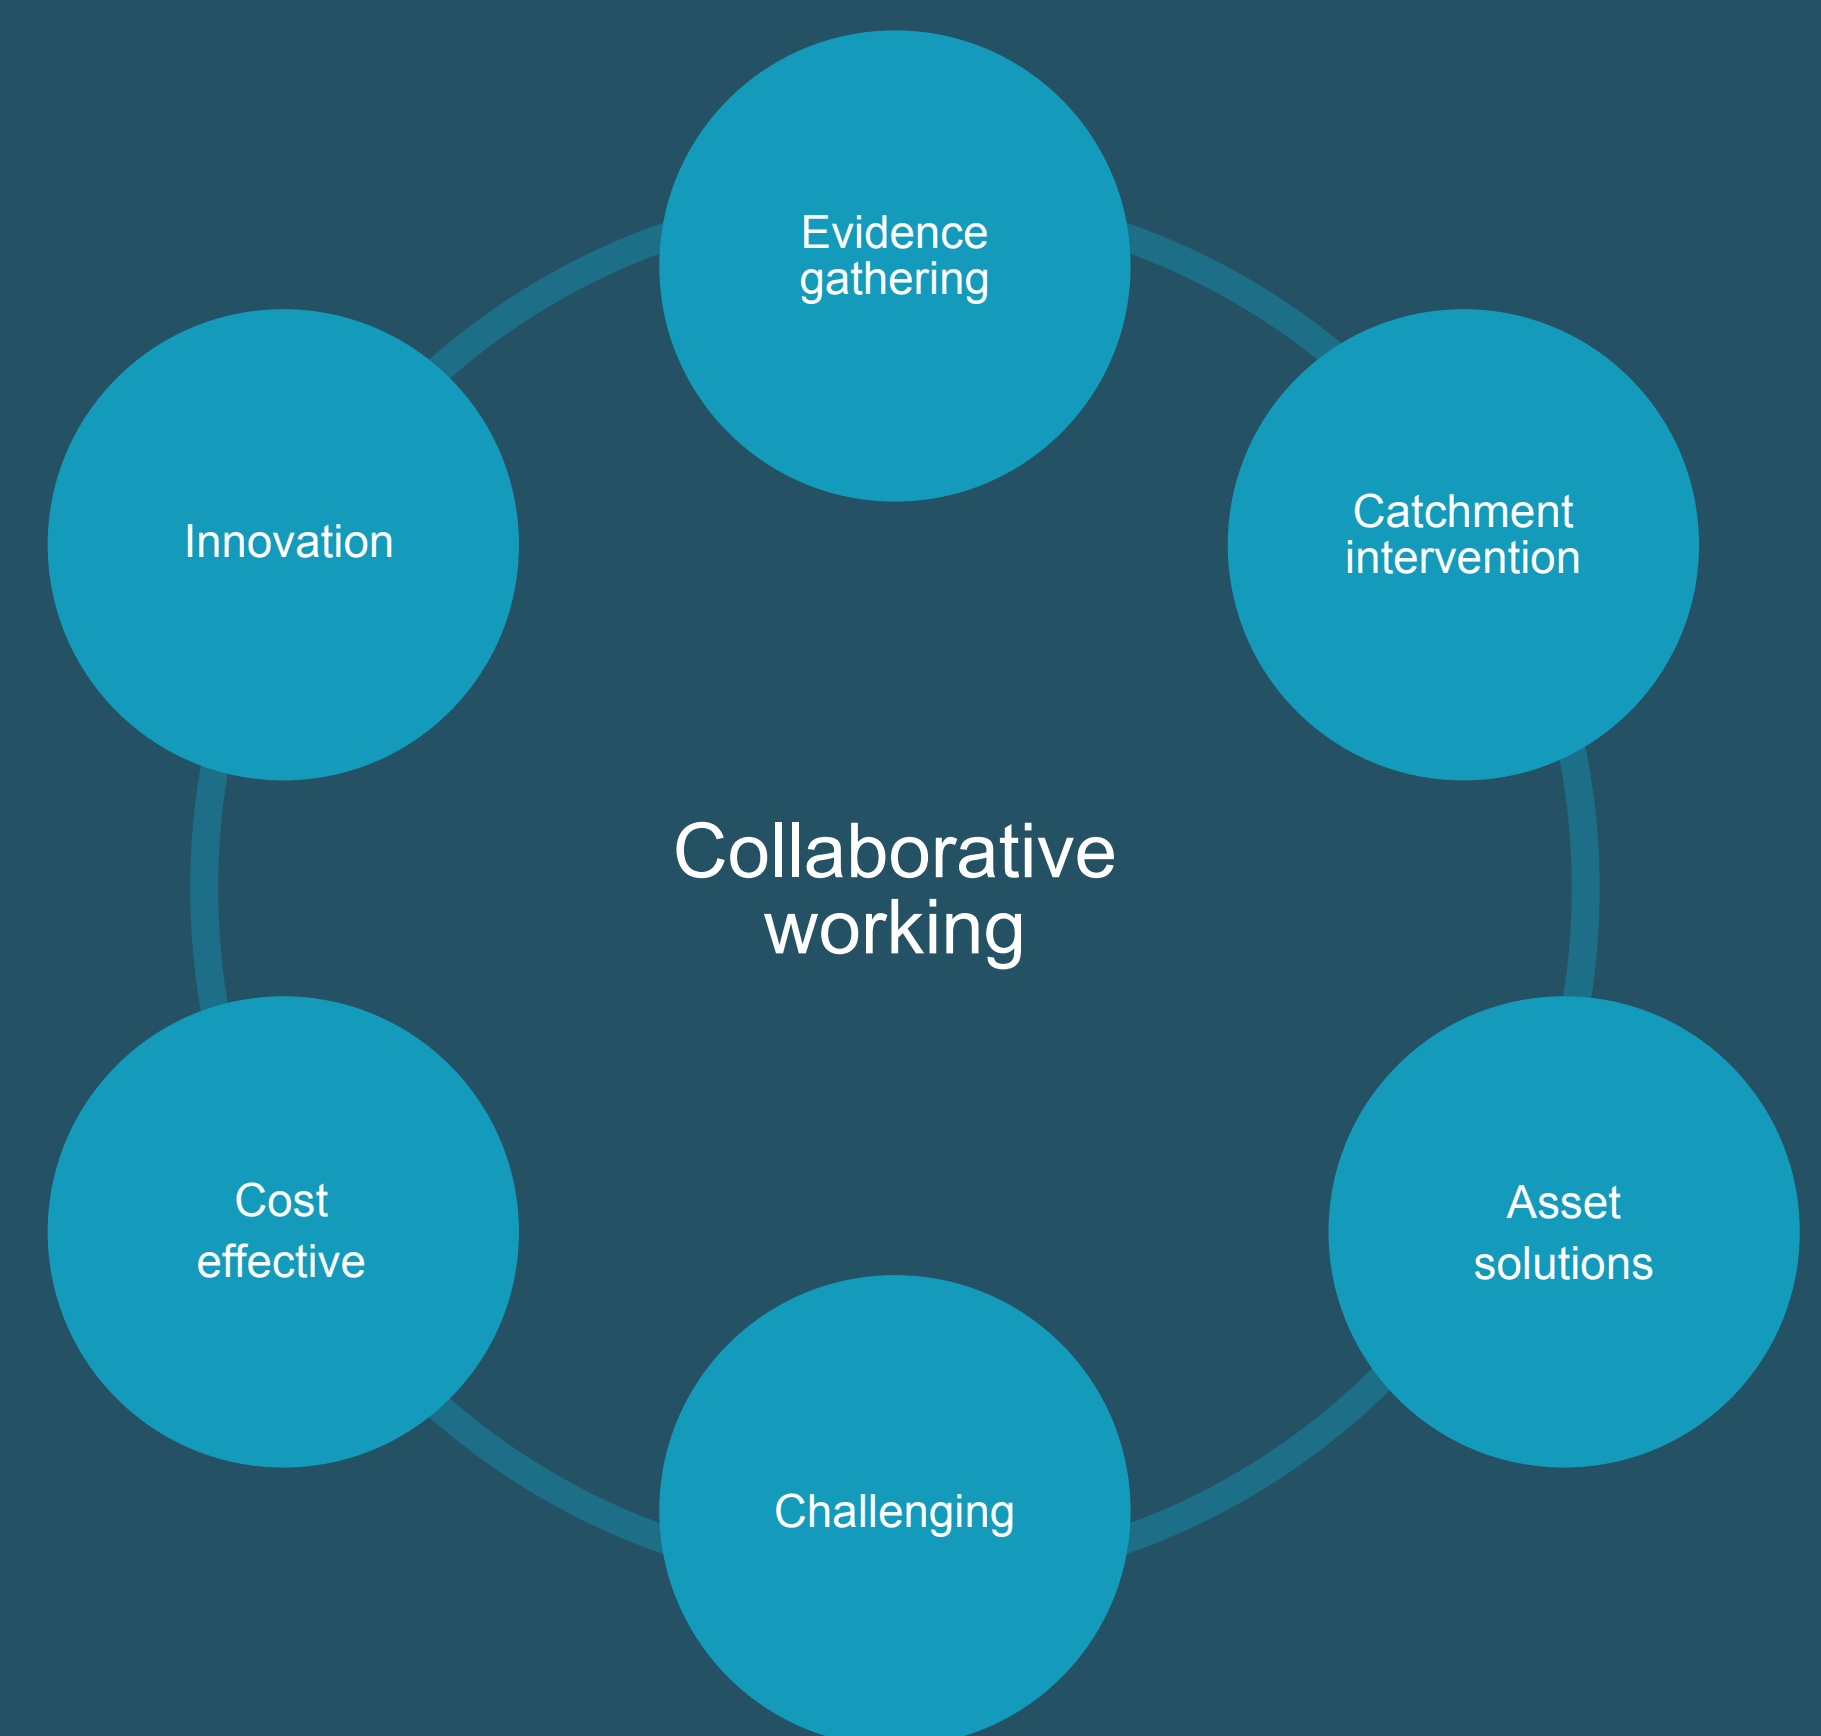 Evidence
gathering
Catchment
intervention
Innovation
Collaborative
working
Cost
effective
Asset
solutions
Challenging